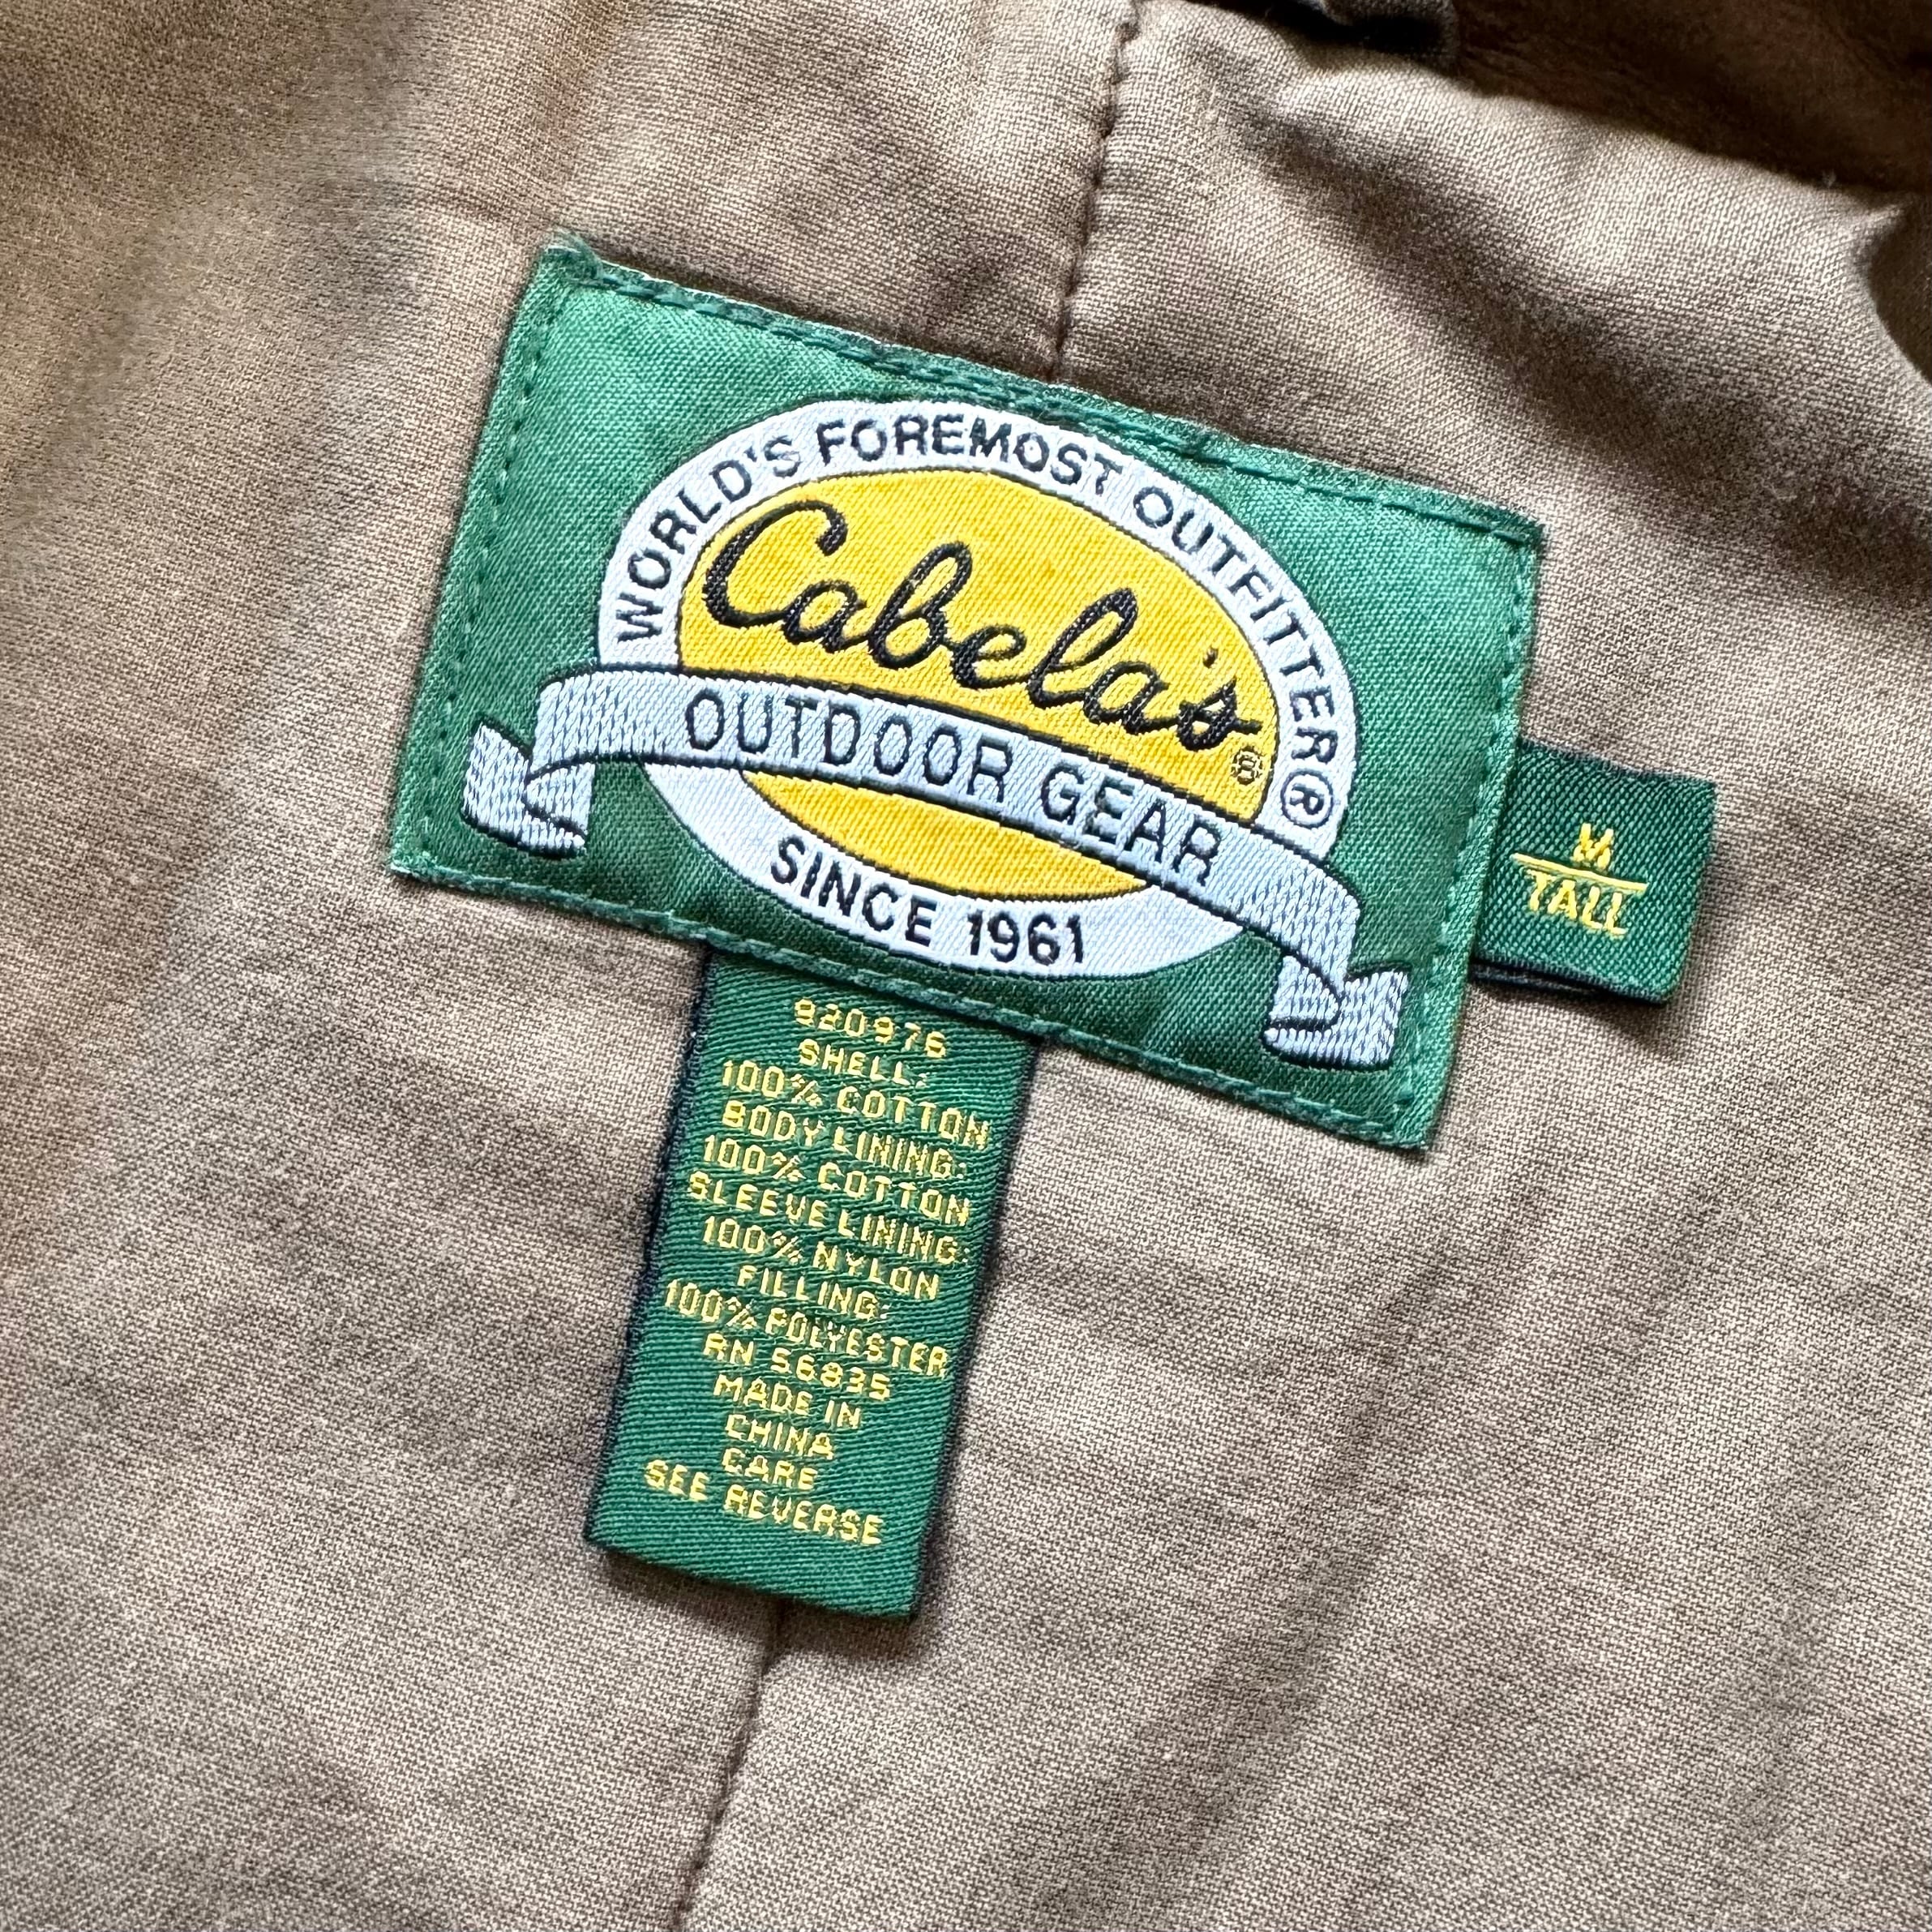 WORLD'S FOREMOST OUTFITTER®
Cabela's®
OUTDOOR GEAR
SINCE 1961
M
TALL
920976
SHELL:
100% COTTON
BODY LINING:
100% COTTON
SLEEVE LINING:
100% NYLON
FILLING:
100% POLYESTER
RN 56835
MADE IN
CHINA
CARE
SEE REVERSE